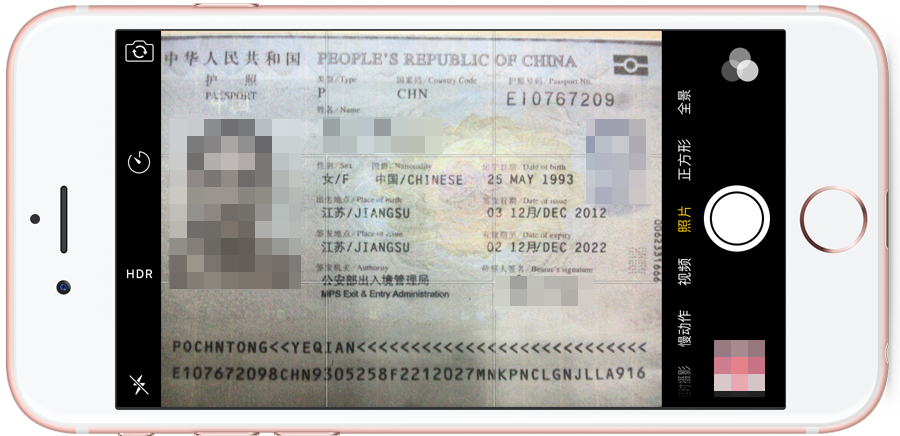 中华人民共和国 PEOPLE'S REPUBLIC OF CHINA
护 照 类型/Type 国家码/Country Code 护照号码/Passport No.
PASSPORT P CHN E10767209
姓名/Name
性别/Sex 国籍/Nationality 出生日期/Date of birth
女/F 中国/CHINESE 25 MAY 1993
出生地点/Place of birth 签发日期/Date of issue
江苏/JIANGSU 03 12月/DEC 2012
签发地点/Place of issue 有效期至/Date of expiry
江苏/JIANGSU 02 12月/DEC 2022
签发机关/Authority 持照人签名/Bearer's signature
公安部出入境管理局
MPS Exit & Entry Administration
POCHNTONG<<YEQIAN<<<<<<<<<<<<<<<<<<<<<<<<<<<
E107672098CHN9305258F2212027MNKPNCLGNJLLA916
HDR
全景
正方形
照片
视频
慢动作